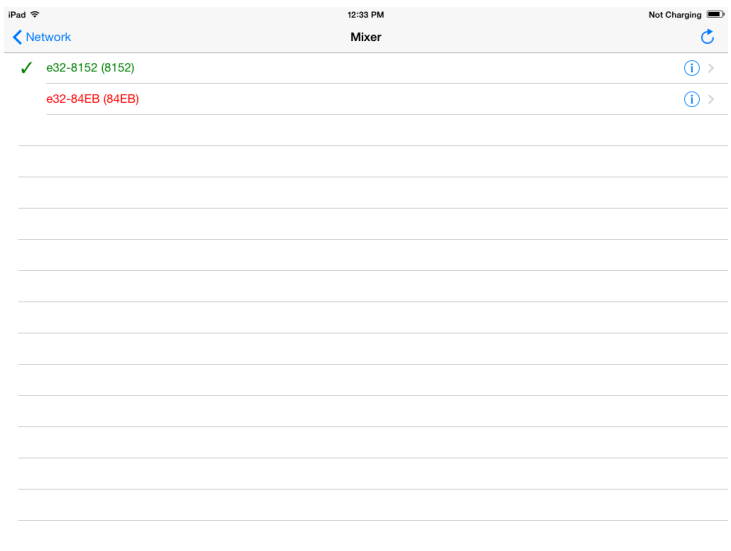 iPad 12:33 PM Not Charging
Network Mixer
✓ e32-8152 (8152)
e32-84EB (84EB)